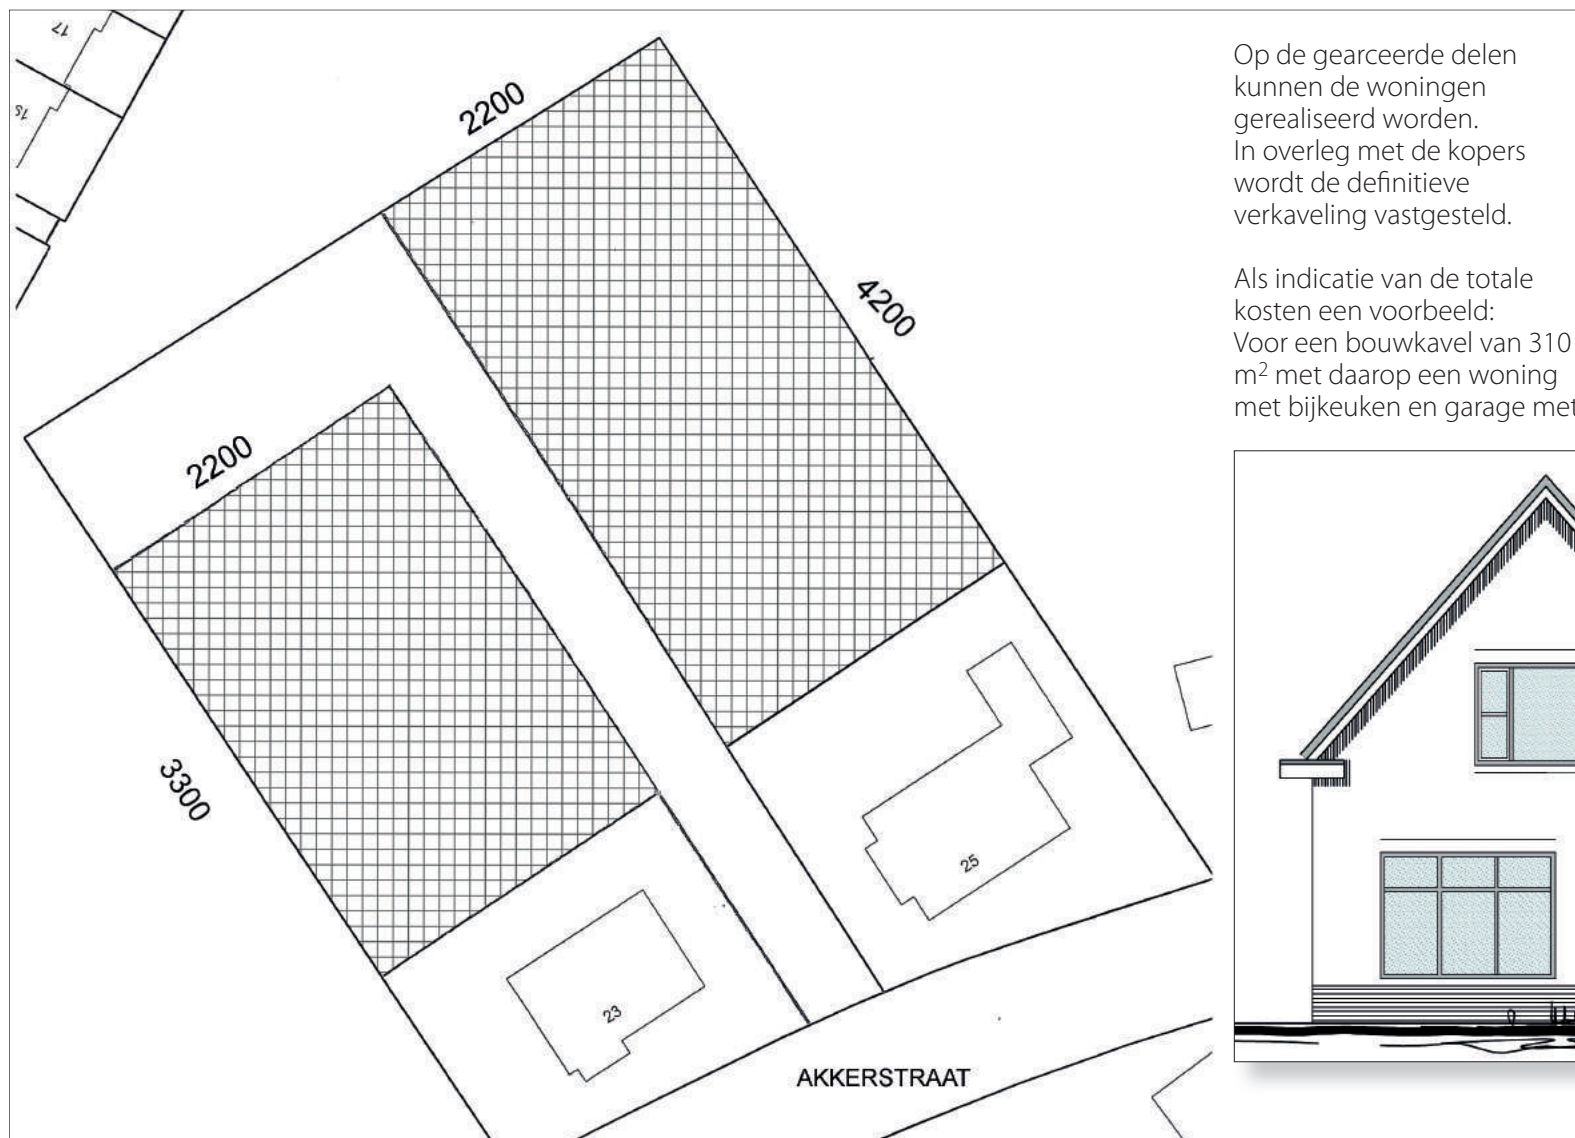 17
2200
2200
4200
3300
25
23
AKKERSTRAAT
Op de gearceerde delen
kunnen de woningen
gerealiseerd worden.
In overleg met de kopers
wordt de definitieve
verkaveling vastgesteld.
Als indicatie van de totale
kosten een voorbeeld:
Voor een bouwkavel van 310
m² met daarop een woning
met bijkeuken en garage met